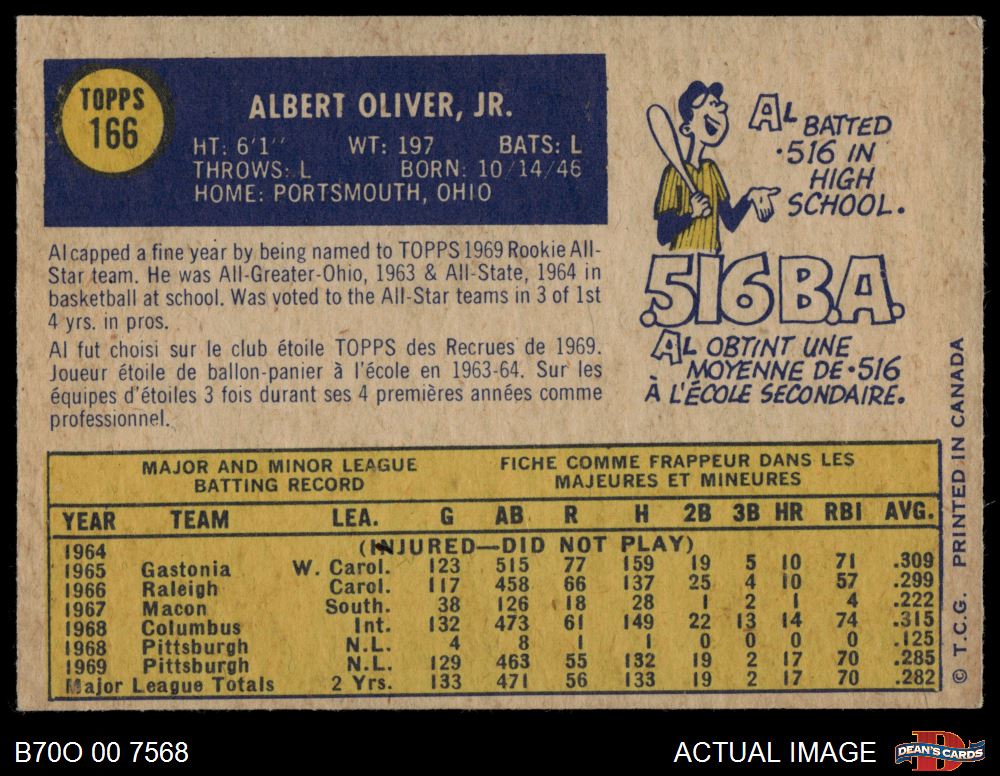 TOPPS
166
ALBERT OLIVER, JR.
HT: 6'1" WT: 197 BATS: L
THROWS: L BORN: 10/14/46
HOME: PORTSMOUTH, OHIO
Al capped a fine year by being named to TOPPS 1969 Rookie All-
Star team. He was All-Greater-Ohio, 1963 & All-State, 1964 in
basketball at school. Was voted to the All-Star teams in 3 of 1st
4 yrs. in pros.
Al fut choisi sur le club étoile TOPPS des Recrues de 1969.
Joueur étoile de ballon-panier à l'école en 1963-64. Sur les
équipes d'étoiles 3 fois durant ses 4 premières années comme
professionnel.
AL BATTED
.516 IN
HIGH
SCHOOL.
.516 B.A.
AL OBTINT UNE
MOYENNE DE .516
À L'ÉCOLE SECONDAIRE.
MAJOR AND MINOR LEAGUE
BATTING RECORD
FICHE COMME FRAPPEUR DANS LES
MAJEURES ET MINEURES
YEAR TEAM LEA. G AB R H 2B 3B HR RBI AVG.
1964 (INJURED—DID NOT PLAY)
1965 Gastonia W. Carol. 123 515 77 159 19 5 10 71 .309
1966 Raleigh Carol. 117 458 66 137 25 4 10 57 .299
1967 Macon South. 38 126 18 28 1 2 1 4 .222
1968 Columbus Int. 132 473 61 149 22 13 14 74 .315
1968 Pittsburgh N.L. 4 8 1 1 0 0 0 0 .125
1969 Pittsburgh N.L. 129 463 55 132 19 2 17 70 .285
Major League Totals 2 Yrs. 133 471 56 133 19 2 17 70 .282
© T.C.G. PRINTED IN CANADA
B70O 00 7568
ACTUAL IMAGE
D
DEAN'S CARDS